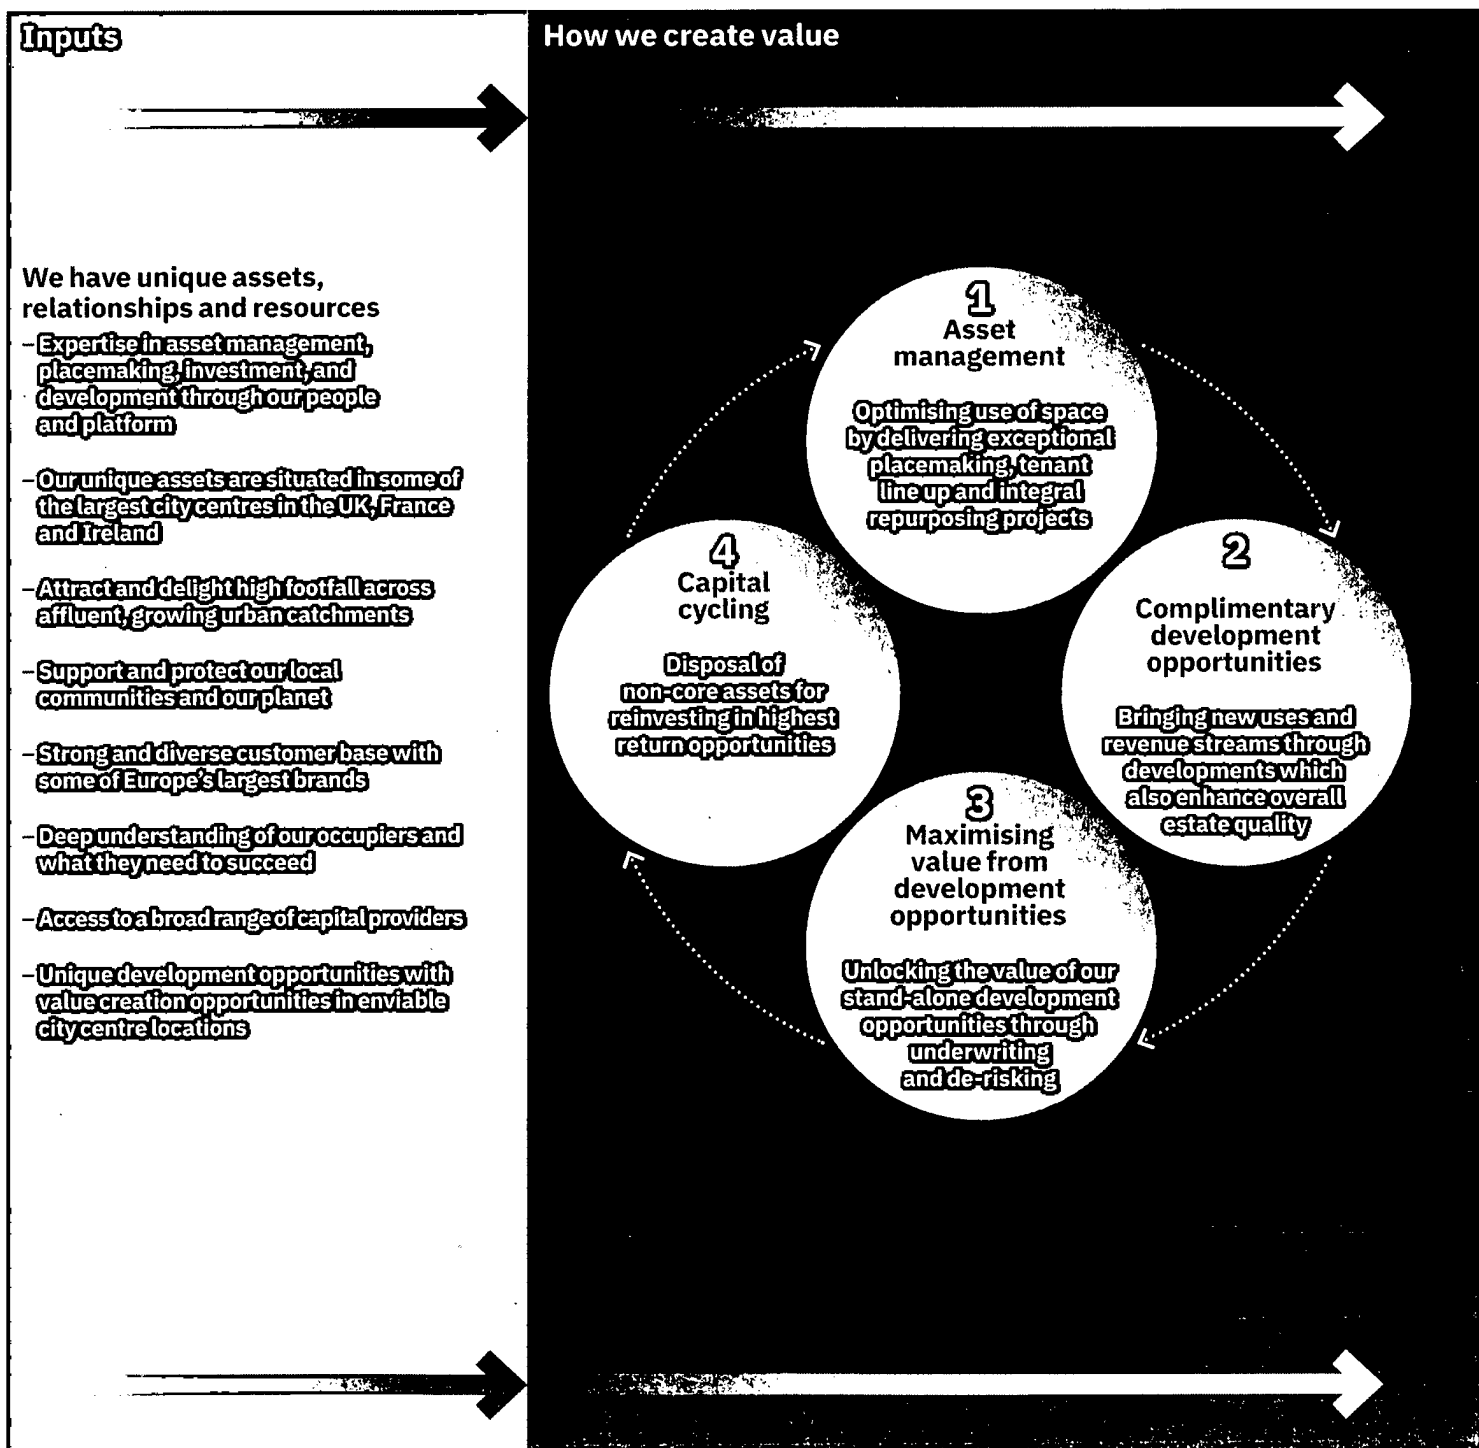 Inputs
We have unique assets,
relationships and resources
– Expertise in asset management,
placemaking, investment, and
development through our people
and platform
– Our unique assets are situated in some of
the largest city centres in the UK, France
and Ireland
– Attract and delight high footfall across
affluent, growing urban catchments
– Support and protect our local
communities and our planet
– Strong and diverse customer base with
some of Europe's largest brands
– Deep understanding of our occupiers and
what they need to succeed
– Access to a broad range of capital providers
– Unique development opportunities with
value creation opportunities in enviable
city centre locations
How we create value
1
Asset
management
Optimising use of space
by delivering exceptional
placemaking, tenant
line up and integral
repurposing projects
2
Complimentary
development
opportunities
Bringing new uses and
revenue streams through
developments which
also enhance overall
estate quality
3
Maximising
value from
development
opportunities
Unlocking the value of our
stand-alone development
opportunities through
underwriting
and de-risking
4
Capital
cycling
Disposal of
non-core assets for
reinvesting in highest
return opportunities